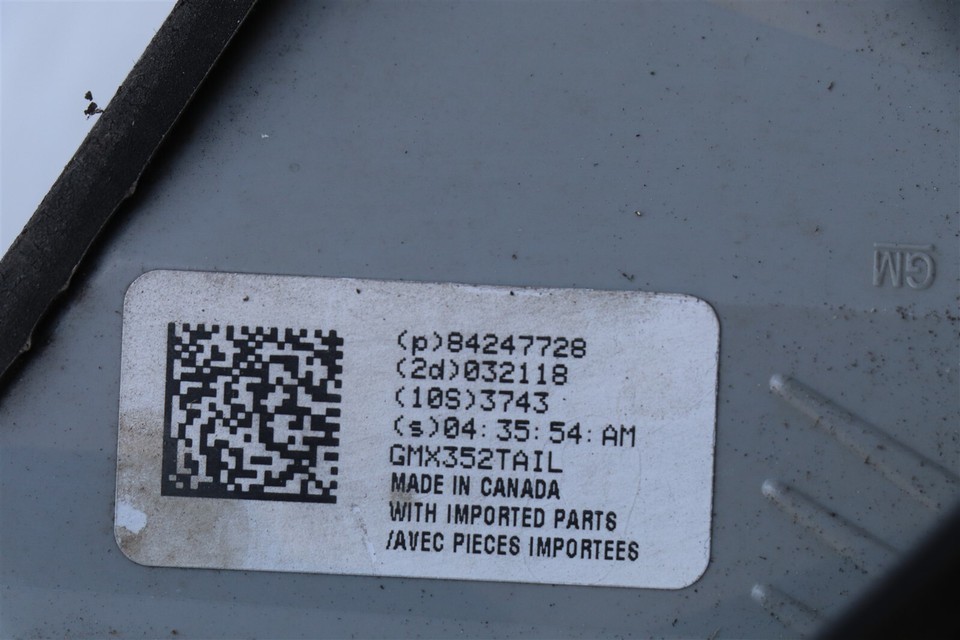 (p)84247728
(2d)032118
(10S)3743
(s)04:35:54:AM
GMX352TAIL
MADE IN CANADA
WITH IMPORTED PARTS
/AVEC PIECES IMPORTEES
GM